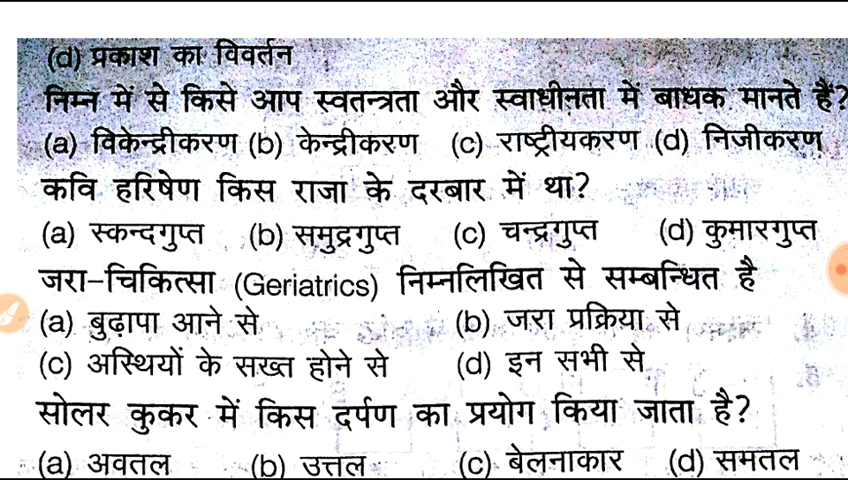 (d) प्रकाश का विवर्तन
निम्न में से किसे आप स्वतन्त्रता और स्वाधीनता में बाधक मानते हैं?
(a) विकेन्द्रीकरण (b) केन्द्रीकरण (c) राष्ट्रीयकरण (d) निजीकरण
कवि हरिषेण किस राजा के दरबार में था?
(a) स्कन्दगुप्त (b) समुद्रगुप्त (c) चन्द्रगुप्त (d) कुमारगुप्त
जरा-चिकित्सा (Geriatrics) निम्नलिखित से सम्बन्धित है
(a) बुढ़ापा आने से (b) जरा प्रक्रिया से
(c) अस्थियों के सख्त होने से (d) इन सभी से
सोलर कुकर में किस दर्पण का प्रयोग किया जाता है?
(a) अवतल (b) उत्तल (c) बेलनाकार (d) समतल